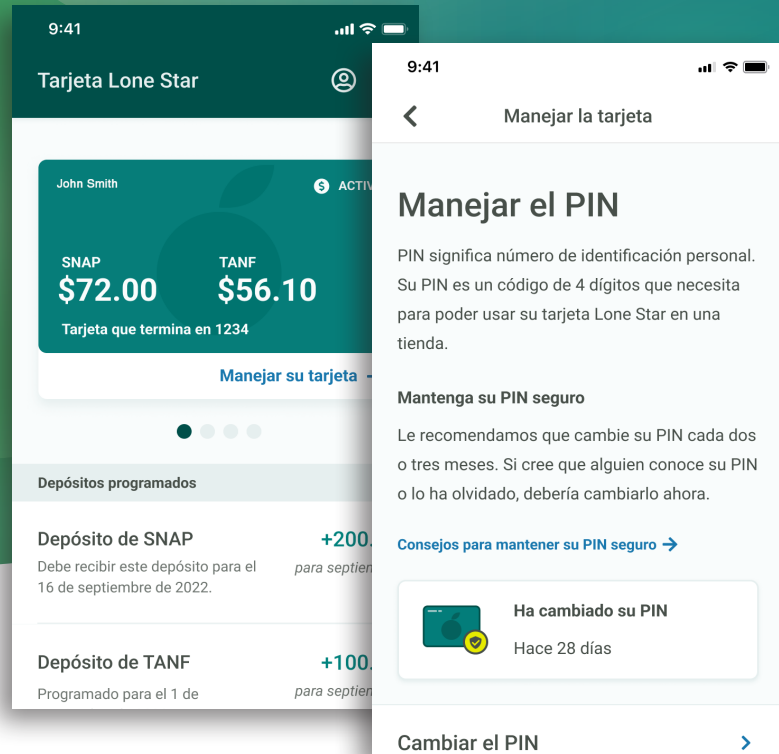 9:41
Tarjeta Lone Star
John Smith
$
SNAP TANF
$72.00 $56.10
Tarjeta que termina en 1234
Manejar su tarjeta
Depósitos programados
Depósito de SNAP +200.
Debe recibir este depósito para el para
16 de septiembre de 2022.
Depósito de TANF +100.
Programado para el 1 de para
9:41
Manejar la tarjeta
Manejar el PIN
PIN significa número de identificación personal.
Su PIN es un código de 4 dígitos que necesita
para poder usar su tarjeta Lone Star en una
tienda.
Mantenga su PIN seguro
Le recomendamos que cambie su PIN cada dos
o tres meses. Si cree que alguien conoce su PIN
o lo ha olvidado, debería cambiarlo ahora.
Consejos para mantener su PIN seguro →
Ha cambiado su PIN
Hace 28 días
Cambiar el PIN